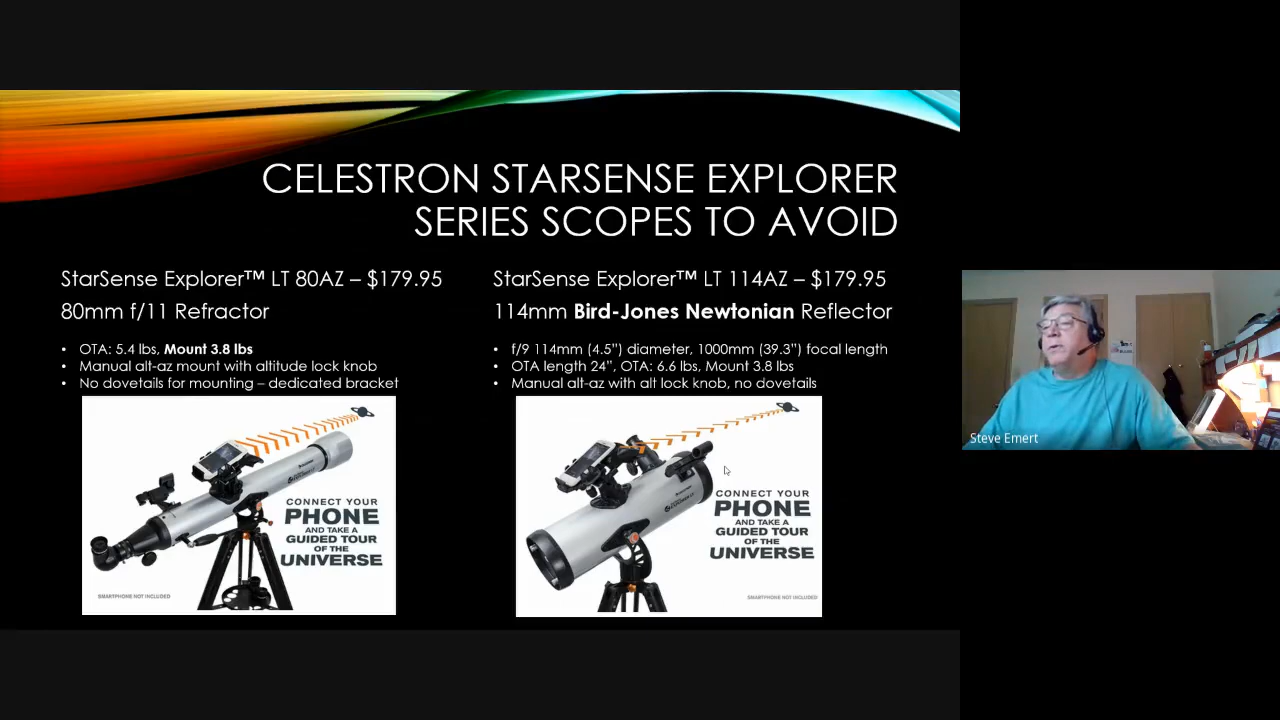 CELESTRON STARSENSE EXPLORER
SERIES SCOPES TO AVOID
StarSense Explorer™ LT 80AZ – $179.95
80mm f/11 Refractor
• OTA: 5.4 lbs, Mount 3.8 lbs
• Manual alt-az mount with altitude lock knob
• No dovetails for mounting – dedicated bracket
CONNECT YOUR
PHONE
AND TAKE A
GUIDED TOUR
OF THE
UNIVERSE
SMARTPHONE NOT INCLUDED
StarSense Explorer™ LT 114AZ – $179.95
114mm Bird-Jones Newtonian Reflector
• f/9 114mm (4.5”) diameter, 1000mm (39.3”) focal length
• OTA length 24”, OTA: 6.6 lbs, Mount 3.8 lbs
• Manual alt-az with alt lock knob, no dovetails
CONNECT YOUR
PHONE
AND TAKE A
GUIDED TOUR
OF THE
UNIVERSE
SMARTPHONE NOT INCLUDED
Steve Emert